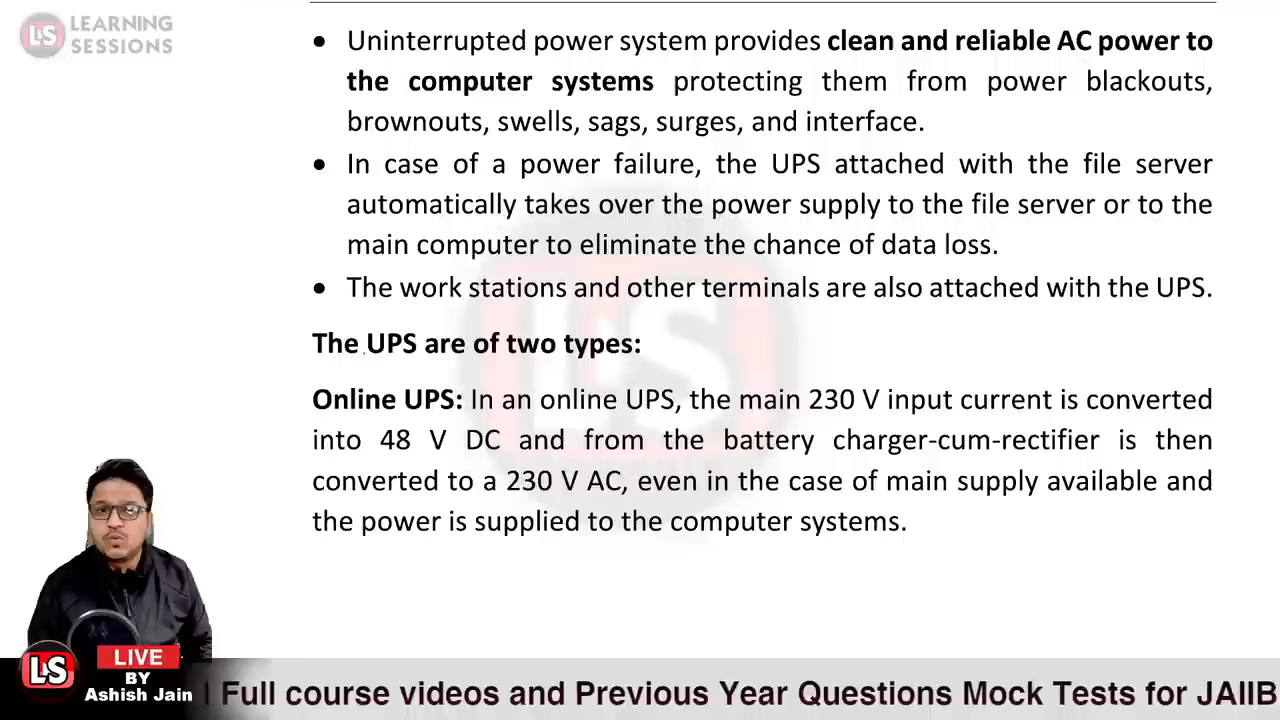 LS LEARNING
SESSIONS
• Uninterrupted power system provides clean and reliable AC power to
the computer systems protecting them from power blackouts,
brownouts, swells, sags, surges, and interface.
• In case of a power failure, the UPS attached with the file server
automatically takes over the power supply to the file server or to the
main computer to eliminate the chance of data loss.
• The work stations and other terminals are also attached with the UPS.
The UPS are of two types:
Online UPS: In an online UPS, the main 230 V input current is converted
into 48 V DC and from the battery charger-cum-rectifier is then
converted to a 230 V AC, even in the case of main supply available and
the power is supplied to the computer systems.
LS
LIVE
BY
Ashish Jain
Full course videos and Previous Year Questions Mock Tests for JAIIB